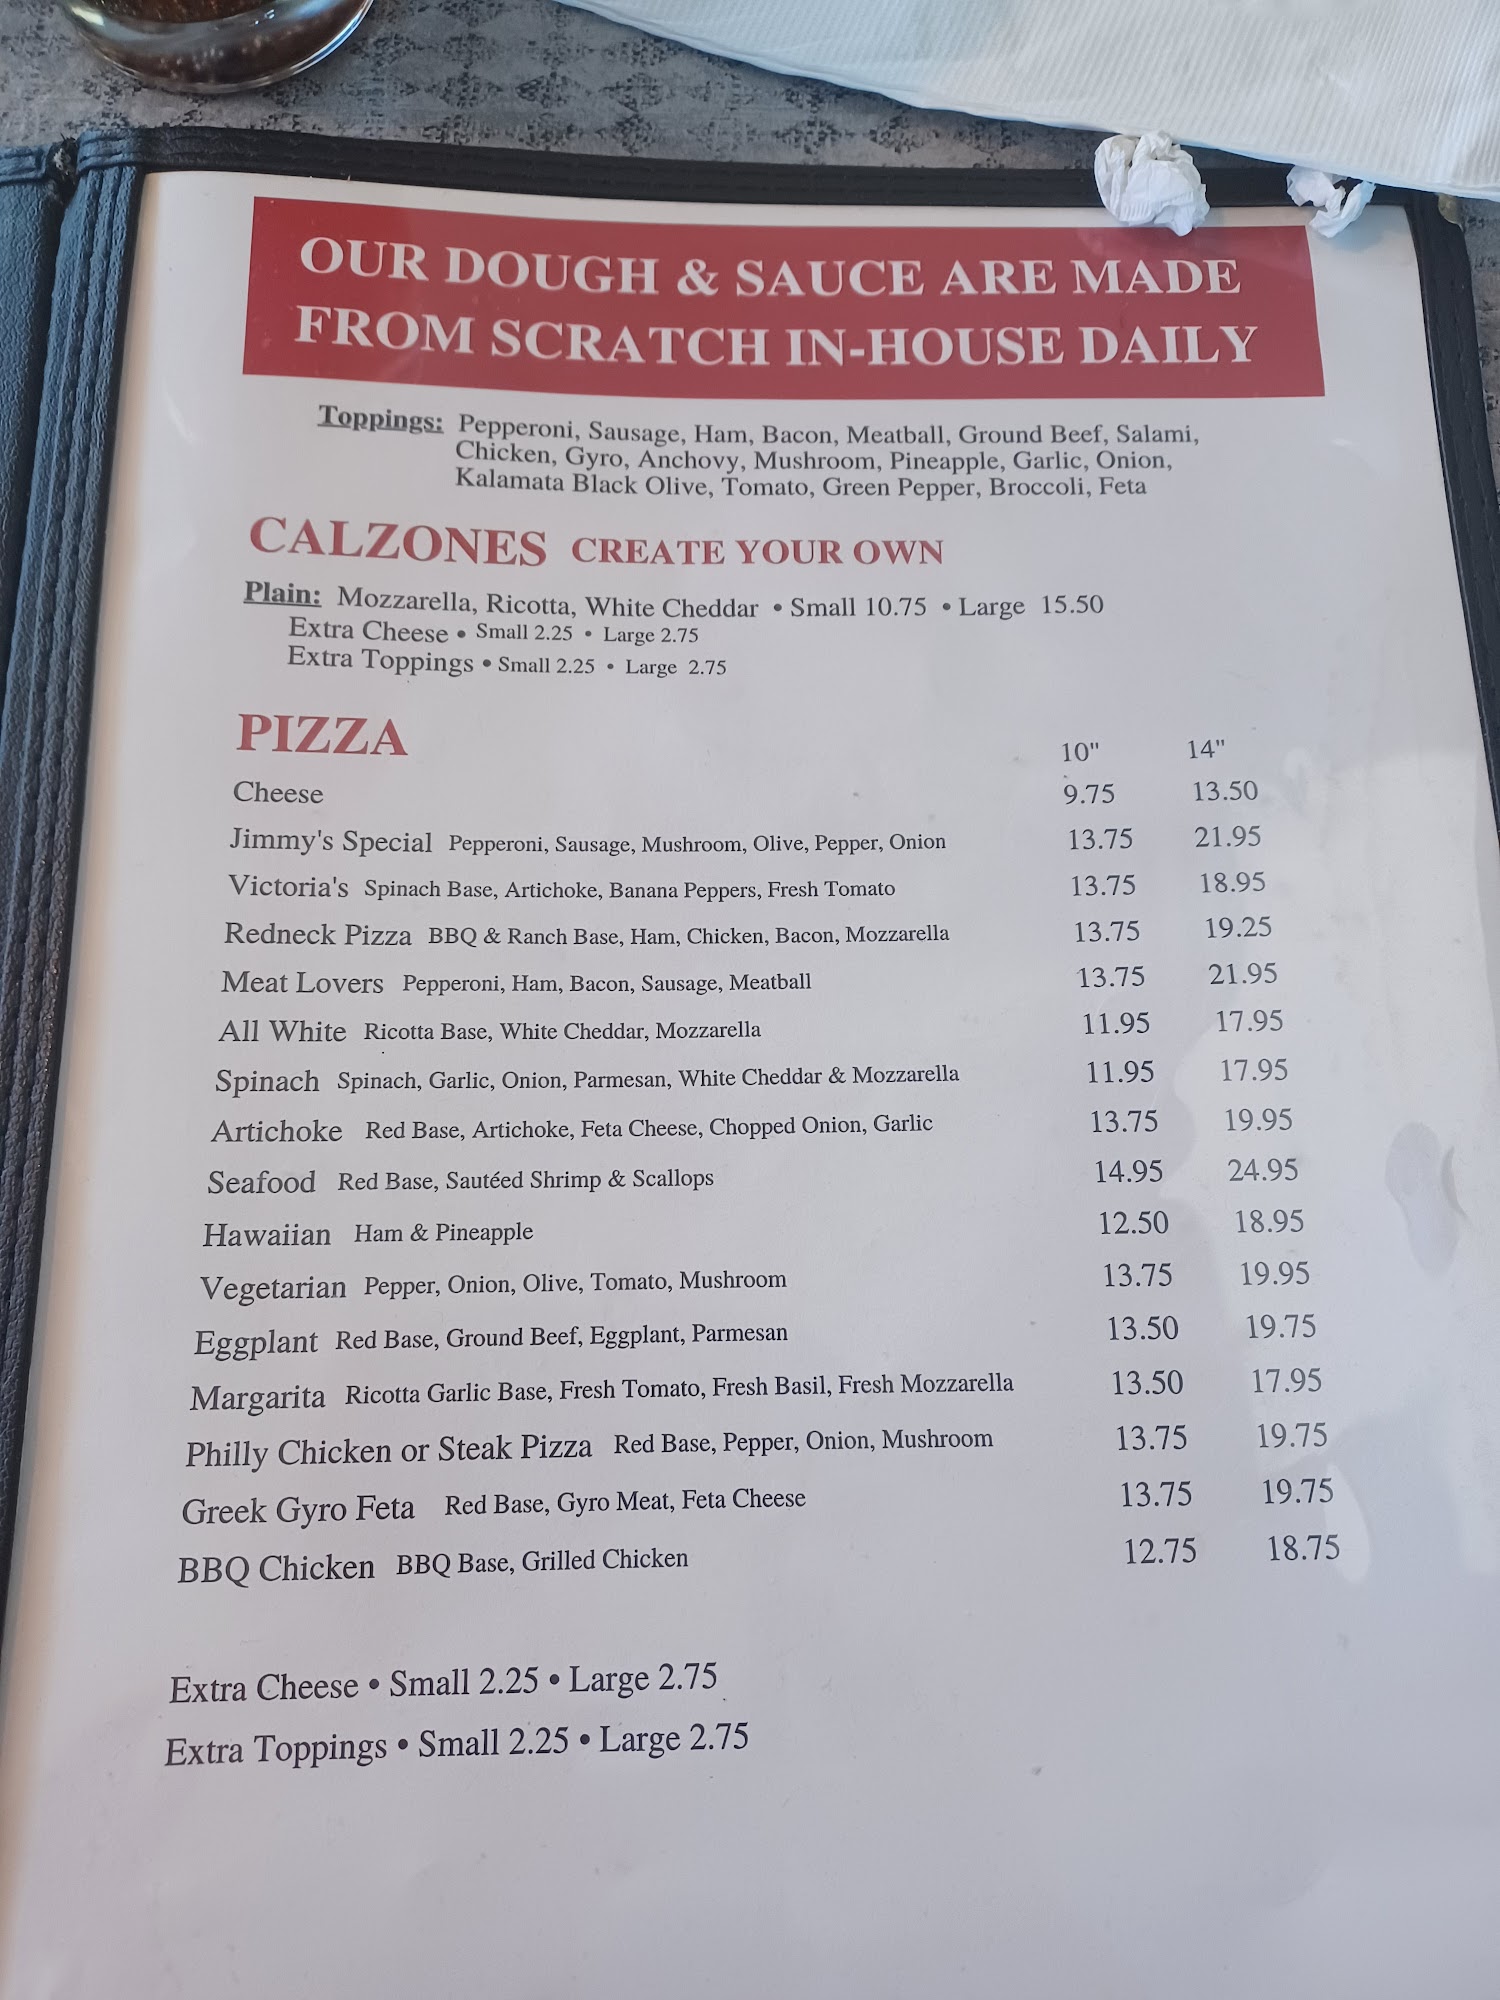 OUR DOUGH & SAUCE ARE MADE
FROM SCRATCH IN-HOUSE DAILY
Toppings: Pepperoni, Sausage, Ham, Bacon, Meatball, Ground Beef, Salami,
Chicken, Gyro, Anchovy, Mushroom, Pineapple, Garlic, Onion,
Kalamata Black Olive, Tomato, Green Pepper, Broccoli, Feta
CALZONES CREATE YOUR OWN
Plain: Mozzarella, Ricotta, White Cheddar • Small 10.75 • Large 15.50
Extra Cheese • Small 2.25 • Large 2.75
Extra Toppings • Small 2.25 • Large 2.75
PIZZA 10" 14"
Cheese 9.75 13.50
Jimmy's Special Pepperoni, Sausage, Mushroom, Olive, Pepper, Onion 13.75 21.95
Victoria's Spinach Base, Artichoke, Banana Peppers, Fresh Tomato 13.75 18.95
Redneck Pizza BBQ & Ranch Base, Ham, Chicken, Bacon, Mozzarella 13.75 19.25
Meat Lovers Pepperoni, Ham, Bacon, Sausage, Meatball 13.75 21.95
All White Ricotta Base, White Cheddar, Mozzarella 11.95 17.95
Spinach Spinach, Garlic, Onion, Parmesan, White Cheddar & Mozzarella 11.95 17.95
Artichoke Red Base, Artichoke, Feta Cheese, Chopped Onion, Garlic 13.75 19.95
Seafood Red Base, Sautéed Shrimp & Scallops 14.95 24.95
Hawaiian Ham & Pineapple 12.50 18.95
Vegetarian Pepper, Onion, Olive, Tomato, Mushroom 13.75 19.95
Eggplant Red Base, Ground Beef, Eggplant, Parmesan 13.50 19.75
Margarita Ricotta Garlic Base, Fresh Tomato, Fresh Basil, Fresh Mozzarella 13.50 17.95
Philly Chicken or Steak Pizza Red Base, Pepper, Onion, Mushroom 13.75 19.75
Greek Gyro Feta Red Base, Gyro Meat, Feta Cheese 13.75 19.75
BBQ Chicken BBQ Base, Grilled Chicken 12.75 18.75
Extra Cheese • Small 2.25 • Large 2.75
Extra Toppings • Small 2.25 • Large 2.75